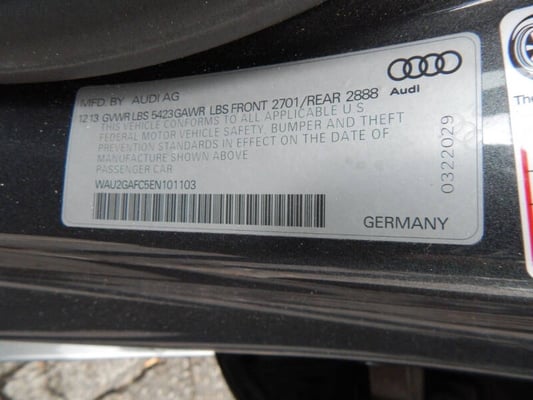 MFD. BY AUDI AG
12.13 GVWR LBS 5423 GAWR LBS FRONT 2701/REAR 2888
THIS VEHICLE CONFORMS TO ALL APPLICABLE U.S
FEDERAL MOTOR VEHICLE SAFETY, BUMPER AND THEFT
PREVENTION STANDARDS IN EFFECT ON THE DATE OF
MANUFACTURE SHOWN ABOVE
PASSENGER CAR
WAU2GAFC5EN101103
GERMANY
Audi
0322029
The